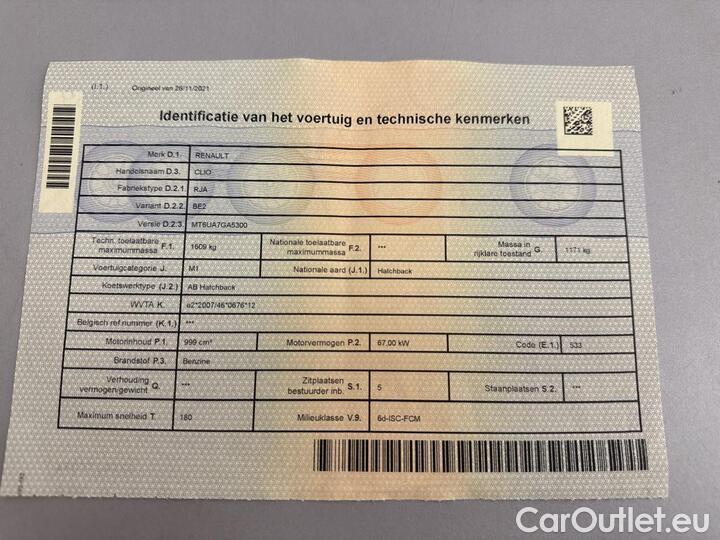 (I.1.) Origineel van 26/11/2021
Identificatie van het voertuig en technische kenmerken
Merk D.1. RENAULT
Handelsnaam D.3. CLIO
Fabriekstype D.2.1. RJA
Variant D.2.2. BE2
Versie D.2.3. MT6UA7GA5300
Techn. toelaatbare maximummassa F.1. 1609 kg Nationale toelaatbare maximummassa F.2. *** Massa in rijklare toestand G. 1171 kg
Voertuigcategorie J. M1 Nationale aard (J.1.) Hatchback
Koetswerktype (J.2.) AB Hatchback
WVTA K. e2*2007/46*0676*12
Belgisch ref.nummer (K.1.) ***
Motorinhoud P.1. 999 cm³ Motorvermogen P.2. 67,00 kW Code (E.1.) 533
Brandstof P.3. Benzine
Verhouding vermogen/gewicht Q. *** Zitplaatsen bestuurder inb. S.1. 5 Staanplaatsen S.2. ***
Maximum snelheid T. 180 Milieuklasse V.9. 6d-ISC-FCM
CarOutlet.eu